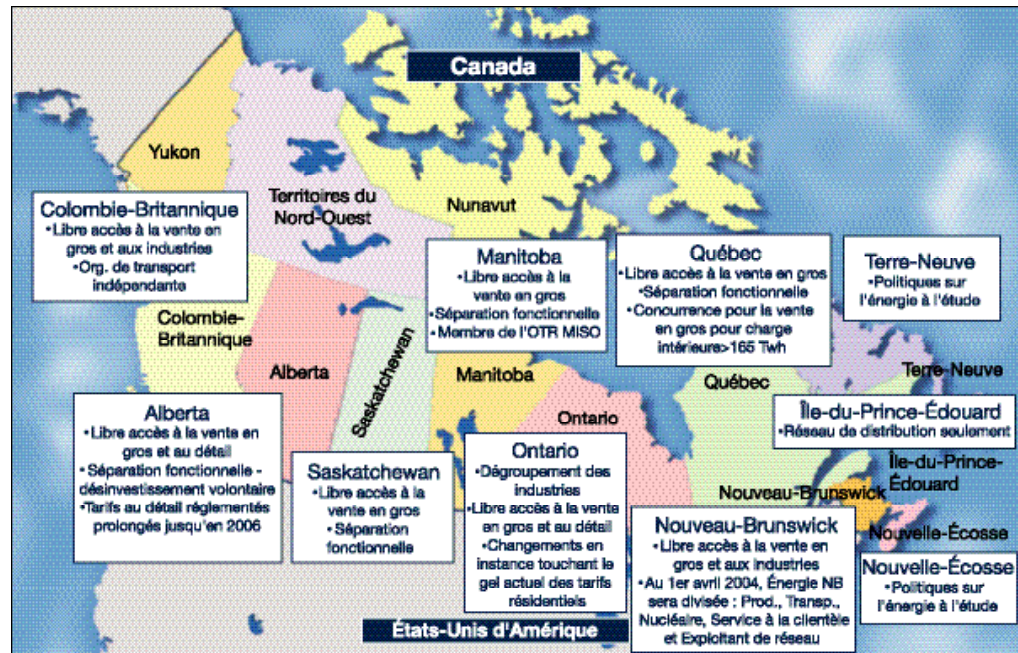 Canada
Yukon
Territoires du
Nord-Ouest
Nunavut
Colombie-Britannique
•Libre accès à la vente en
gros et aux industries
•Org. de transport
indépendante
Manitoba
•Libre accès à la
vente en gros
•Séparation fonctionnelle
•Membre de l'OTR MISO
Québec
•Libre accès à la vente en gros
•Séparation fonctionnelle
•Concurrence pour la vente
en gros pour charge
intérieure>165 Twh
Terre-Neuve
•Politiques sur
l'énergie à l'étude
Colombie-
Britannique
Alberta
Saskatchewan
Manitoba
Ontario
Québec
Terre-Neuve
Alberta
•Libre accès à la vente en
gros et au détail
•Séparation fonctionnelle -
désinvestissement volontaire
•Tarifs au détail réglementés
prolongés jusqu'en 2006
Saskatchewan
•Libre accès à la
vente en gros
•Séparation
fonctionnelle
Ontario
•Dégroupement des
industries
•Libre accès à la vente
en gros et au détail
•Changements en
instance touchant le
gel actuel des tarifs
résidentiels
Île-du-Prince-Édouard
•Réseau de distribution seulement
Île-du-Prince-
Édouard
Nouveau-Brunswick
Nouvelle-Écosse
Nouveau-Brunswick
•Libre accès à la vente en
gros et aux industries
•Au 1er avril 2004, Énergie NB
sera divisée : Prod., Transp.,
Nucléaire, Service à la clientèle
et Exploitant de réseau
Nouvelle-Écosse
•Politiques sur
l'énergie à l'étude
États-Unis d'Amérique